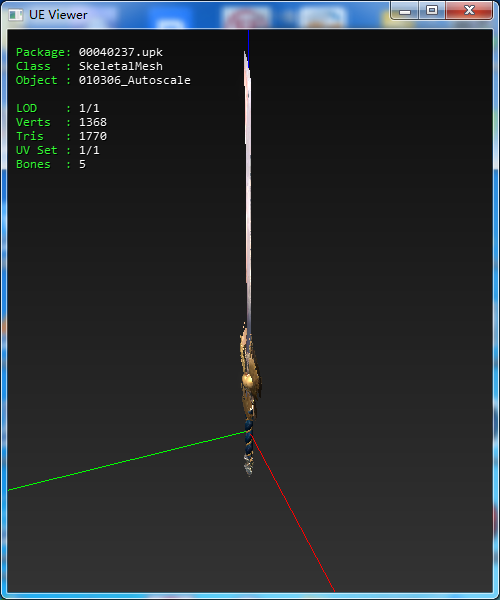 UE Viewer
Package: 00040237.upk
Class : SkeletalMesh
Object : 010306_Autoscale
LOD : 1/1
Verts : 1368
Tris : 1770
UV Set : 1/1
Bones : 5